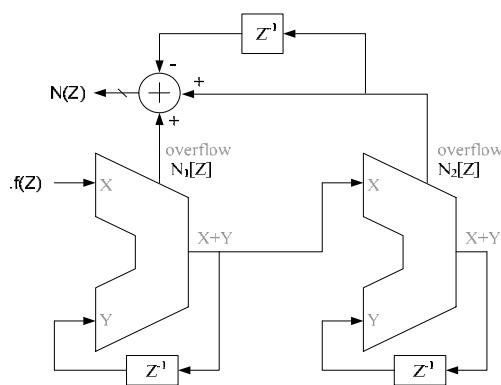 Z⁻¹
-
+
N(Z)
+
+
overflow
N₁[Z]
overflow
N₂[Z]
.f(Z)
X
X+Y
X
X+Y
Y
Y
Z⁻¹
Z⁻¹